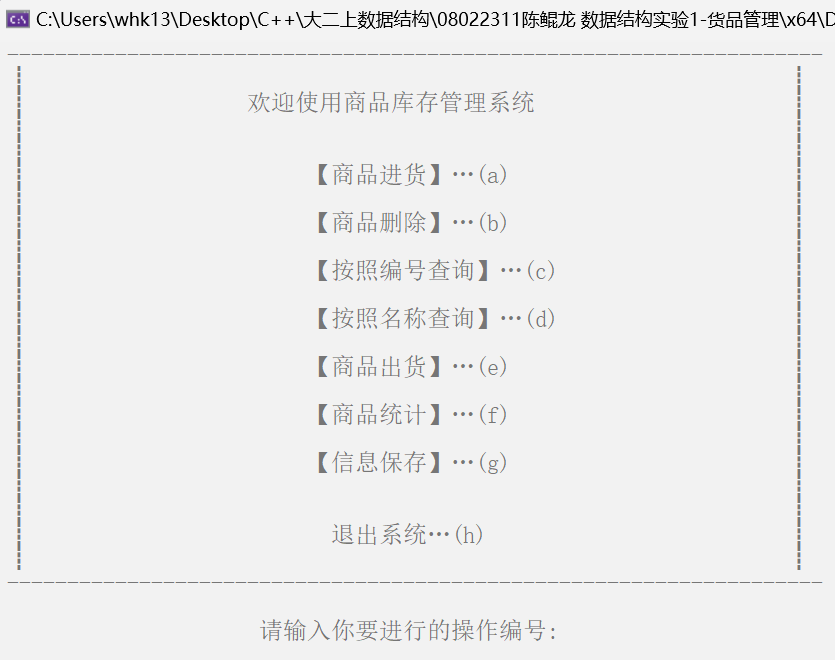 C:\Users\whk13\Desktop\C++\大二上数据结构\08022311陈鲲龙 数据结构实验1-货品管理\x64\D
欢迎使用商品库存管理系统
【商品进货】…(a)
【商品删除】…(b)
【按照编号查询】…(c)
【按照名称查询】…(d)
【商品出货】…(e)
【商品统计】…(f)
【信息保存】…(g)
退出系统…(h)
请输入你要进行的操作编号: